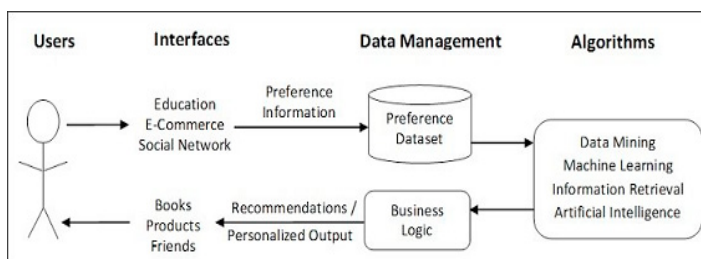 Users Interfaces Data Management Algorithms
Education
E-Commerce
Social Network
Preference
Information
Preference
Dataset
Data Mining
Machine Learning
Information Retrieval
Artificial Intelligence
Business
Logic
Recommendations /
Personalized Output
Books
Products
Friends